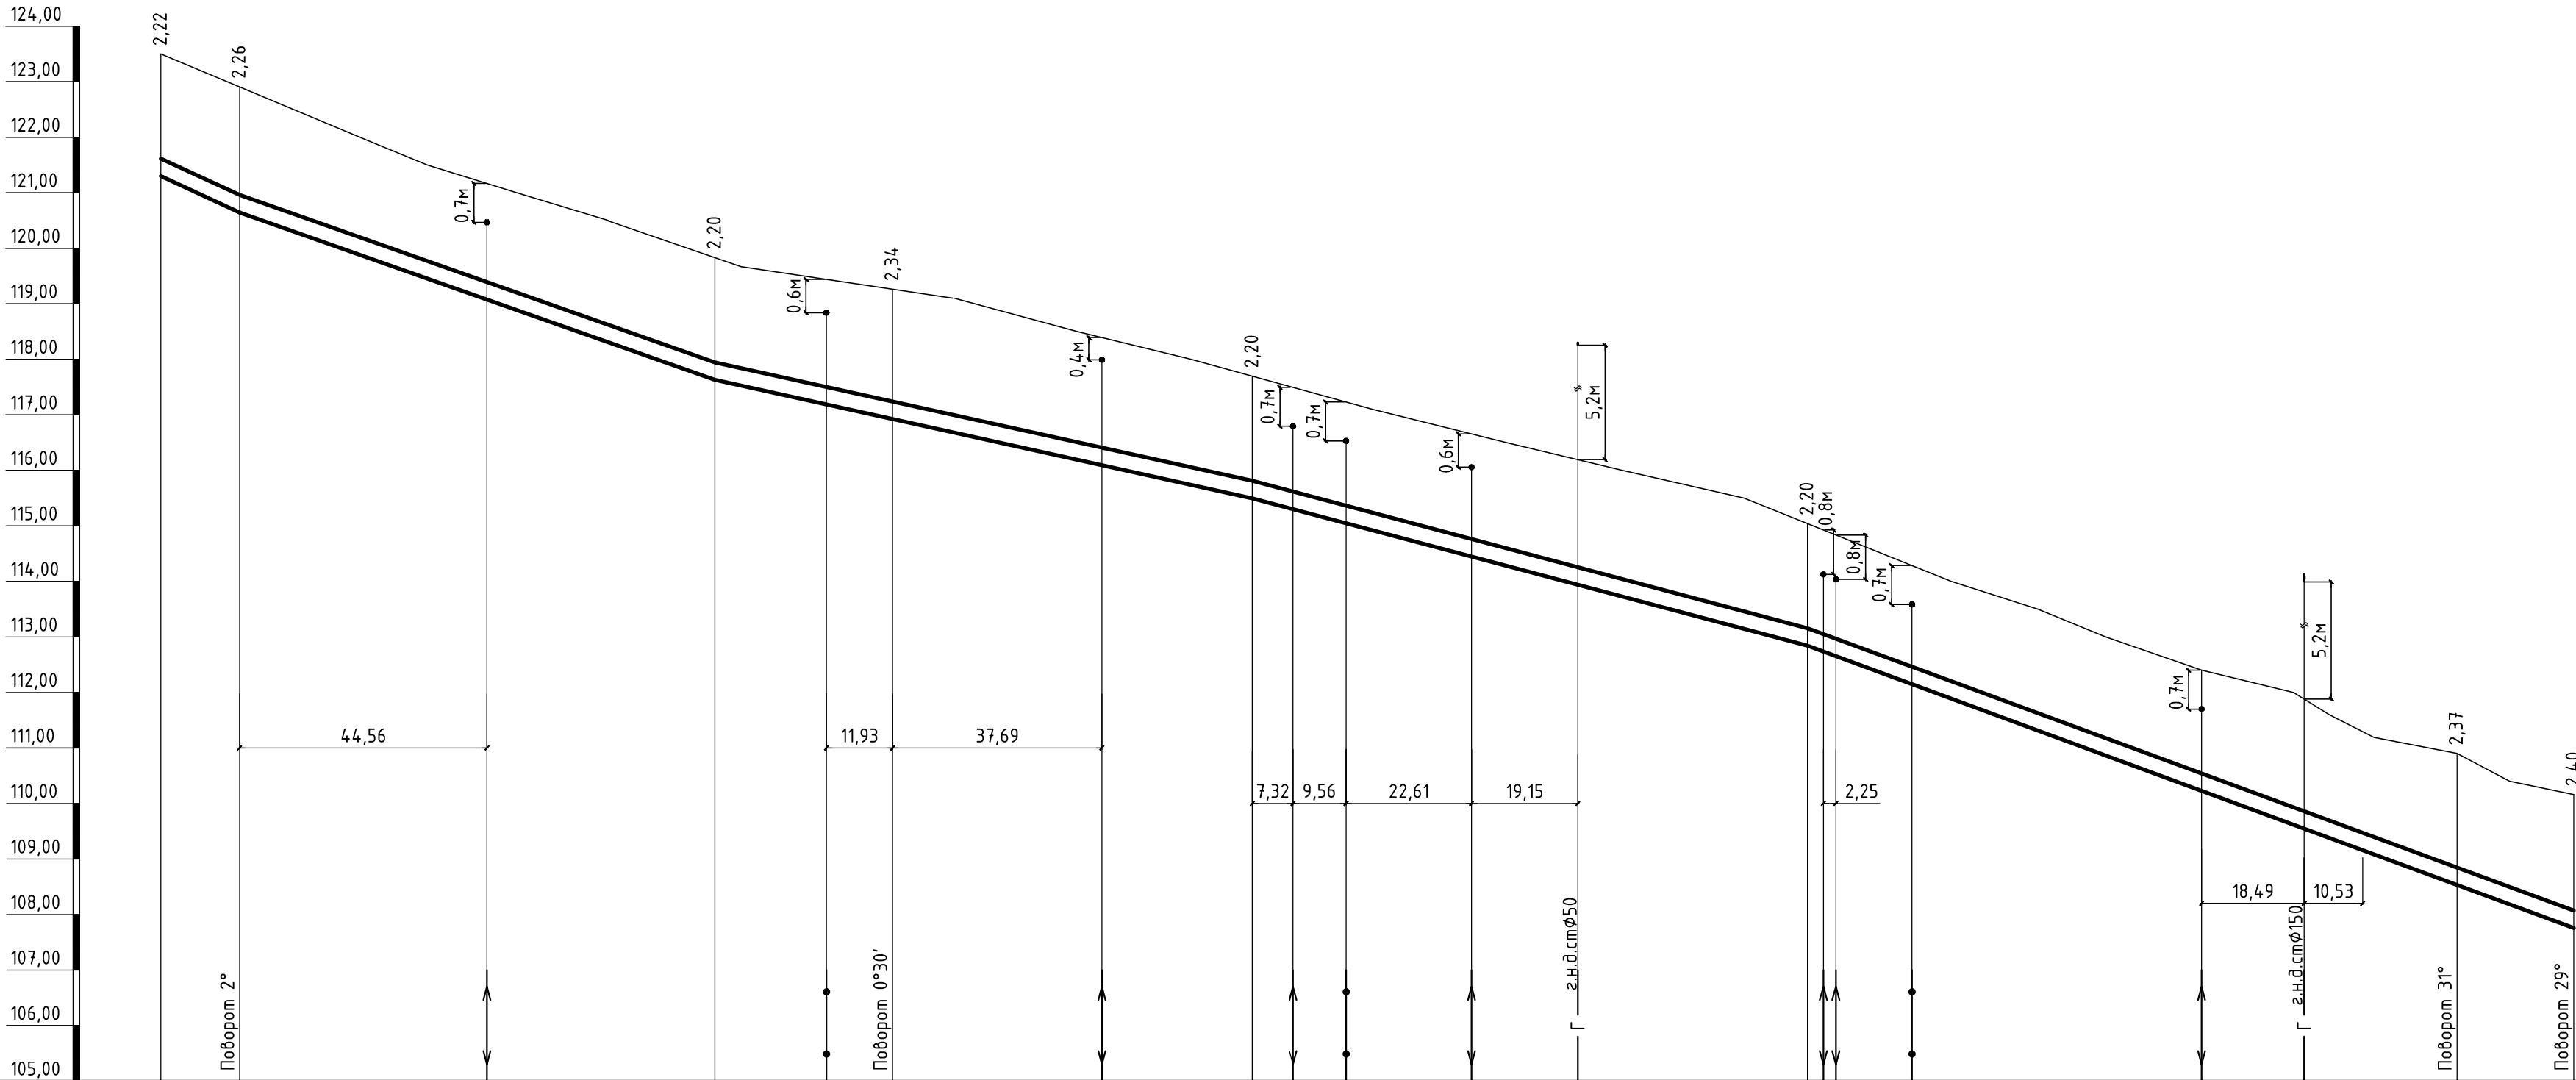 124,00
123,00
122,00
121,00
120,00
119,00
118,00
117,00
116,00
115,00
114,00
113,00
112,00
111,00
110,00
109,00
108,00
107,00
106,00
105,00
2,22
2,26
0,7м
2,20
0,6м
2,34
0,4м
2,20
0,7м
0,7м
0,6м
5,2м
2,20
0,8м
0,8м
0,7м
0,7м
5,2м
2,37
2,40
44,56
11,93
37,69
7,32
9,56
22,61
19,15
2,25
18,49
10,53
Поворот 2°
Поворот 0°30'
г.н.д.стϕ50
Г
г.н.д.стϕ150
Г
Поворот 31°
Поворот 29°